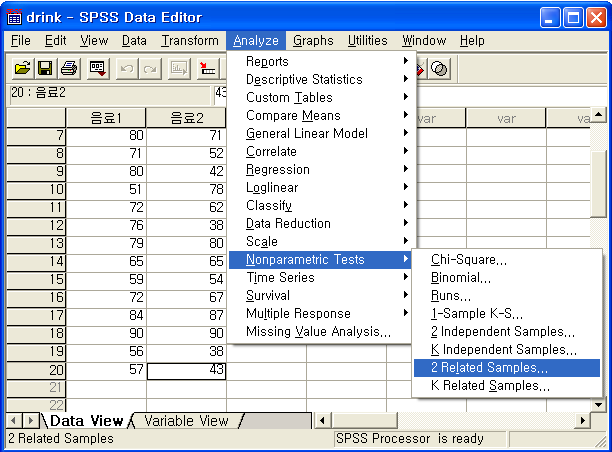 drink - SPSS Data Editor
File Edit View Data Transform Analyze Graphs Utilities Window Help
20 : 음료2 43
음료1 음료2 var var va
7 80 71
8 71 52
9 80 42
10 51 78
11 72 62
12 76 38
13 79 80
14 65 65
15 59 54
16 72 67
17 84 87
18 90 90
19 56 38
20 57 43
21
22
Reports
Descriptive Statistics
Custom Tables
Compare Means
General Linear Model
Correlate
Regression
Loglinear
Classify
Data Reduction
Scale
Nonparametric Tests
Time Series
Survival
Multiple Response
Missing Value Analysis...
Chi-Square...
Binomial...
Runs...
1-Sample K-S...
2 Independent Samples...
K Independent Samples...
2 Related Samples...
K Related Samples...
Data View Variable View
2 Related Samples SPSS Processor is ready